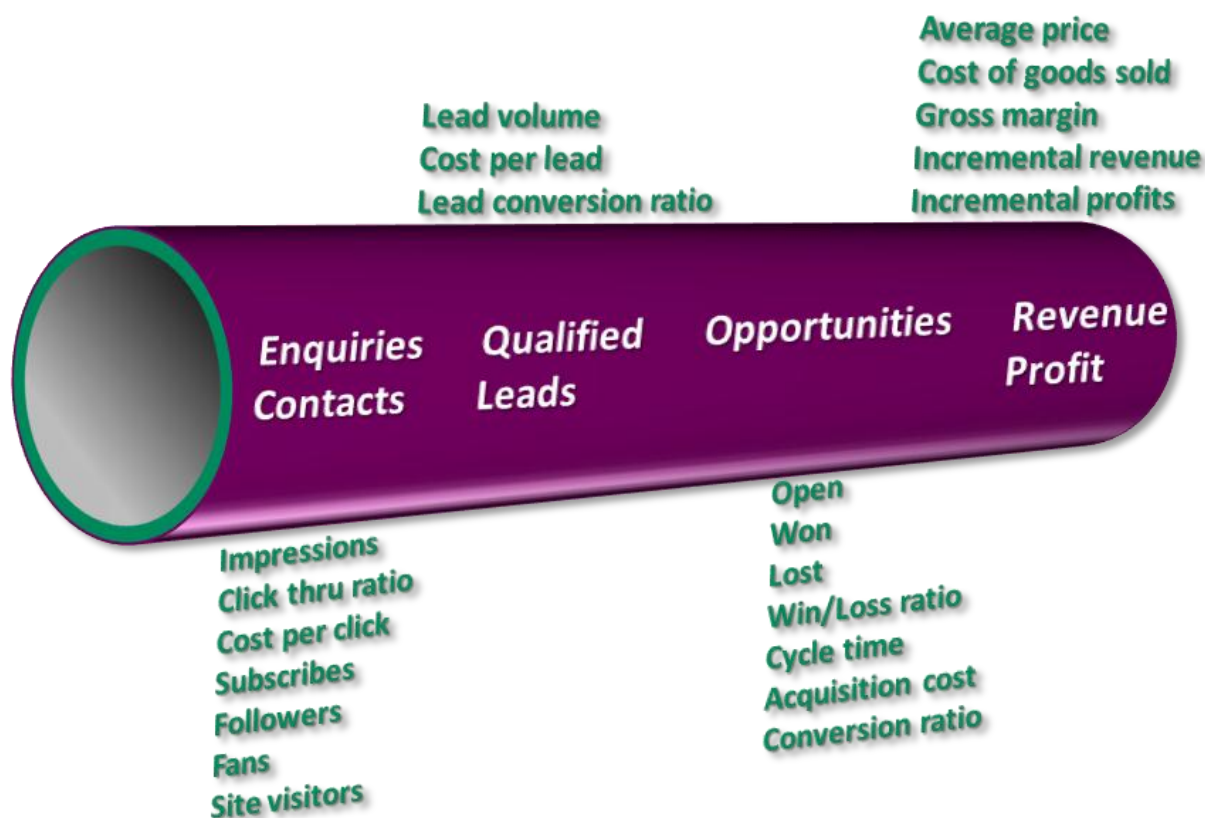 Average price
Cost of goods sold
Gross margin
Incremental revenue
Incremental profits
Lead volume
Cost per lead
Lead conversion ratio
Enquiries
Contacts
Qualified
Leads
Opportunities
Revenue
Profit
Impressions
Click thru ratio
Cost per click
Subscribes
Followers
Fans
Site visitors
Open
Won
Lost
Win/Loss ratio
Cycle time
Acquisition cost
Conversion ratio